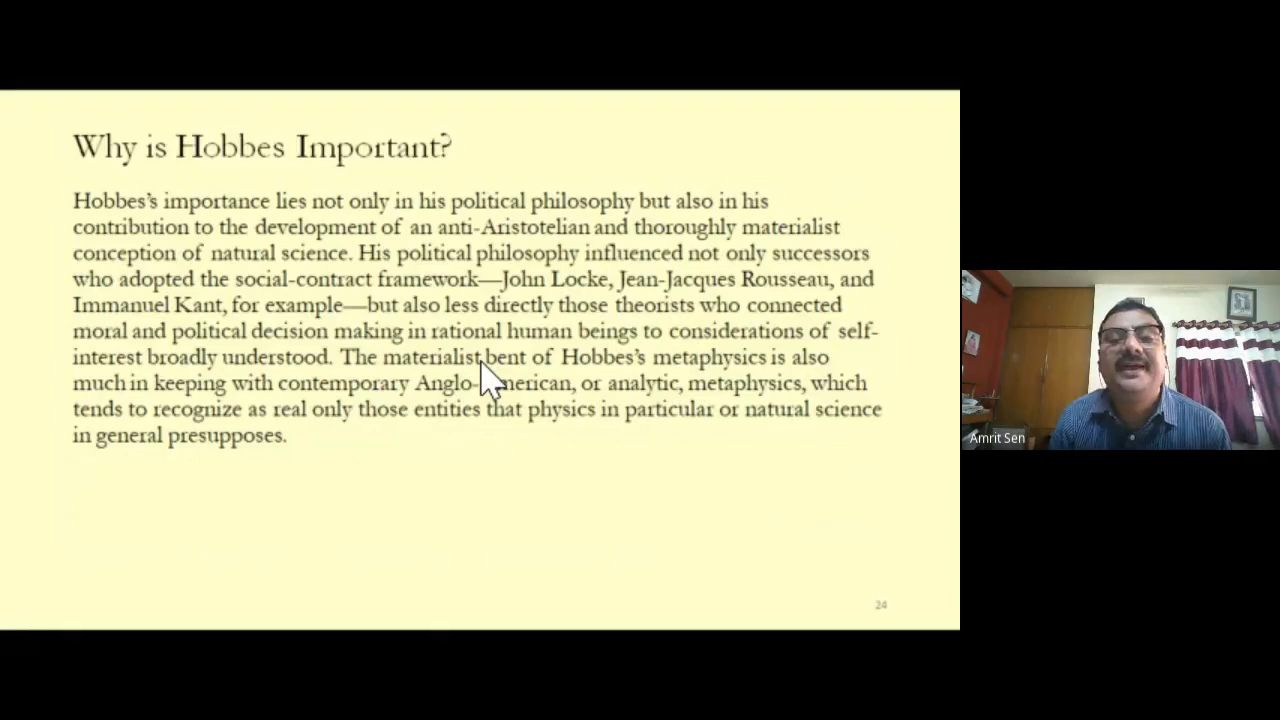 Why is Hobbes Important?
Hobbes's importance lies not only in his political philosophy but also in his
contribution to the development of an anti-Aristotelian and thoroughly materialist
conception of natural science. His political philosophy influenced not only successors
who adopted the social-contract framework—John Locke, Jean-Jacques Rousseau, and
Immanuel Kant, for example—but also less directly those theorists who connected
moral and political decision making in rational human beings to considerations of self-
interest broadly understood. The materialist bent of Hobbes's metaphysics is also
much in keeping with contemporary Anglo-American, or analytic, metaphysics, which
tends to recognize as real only those entities that physics in particular or natural science
in general presupposes.
24
Amrit Sen